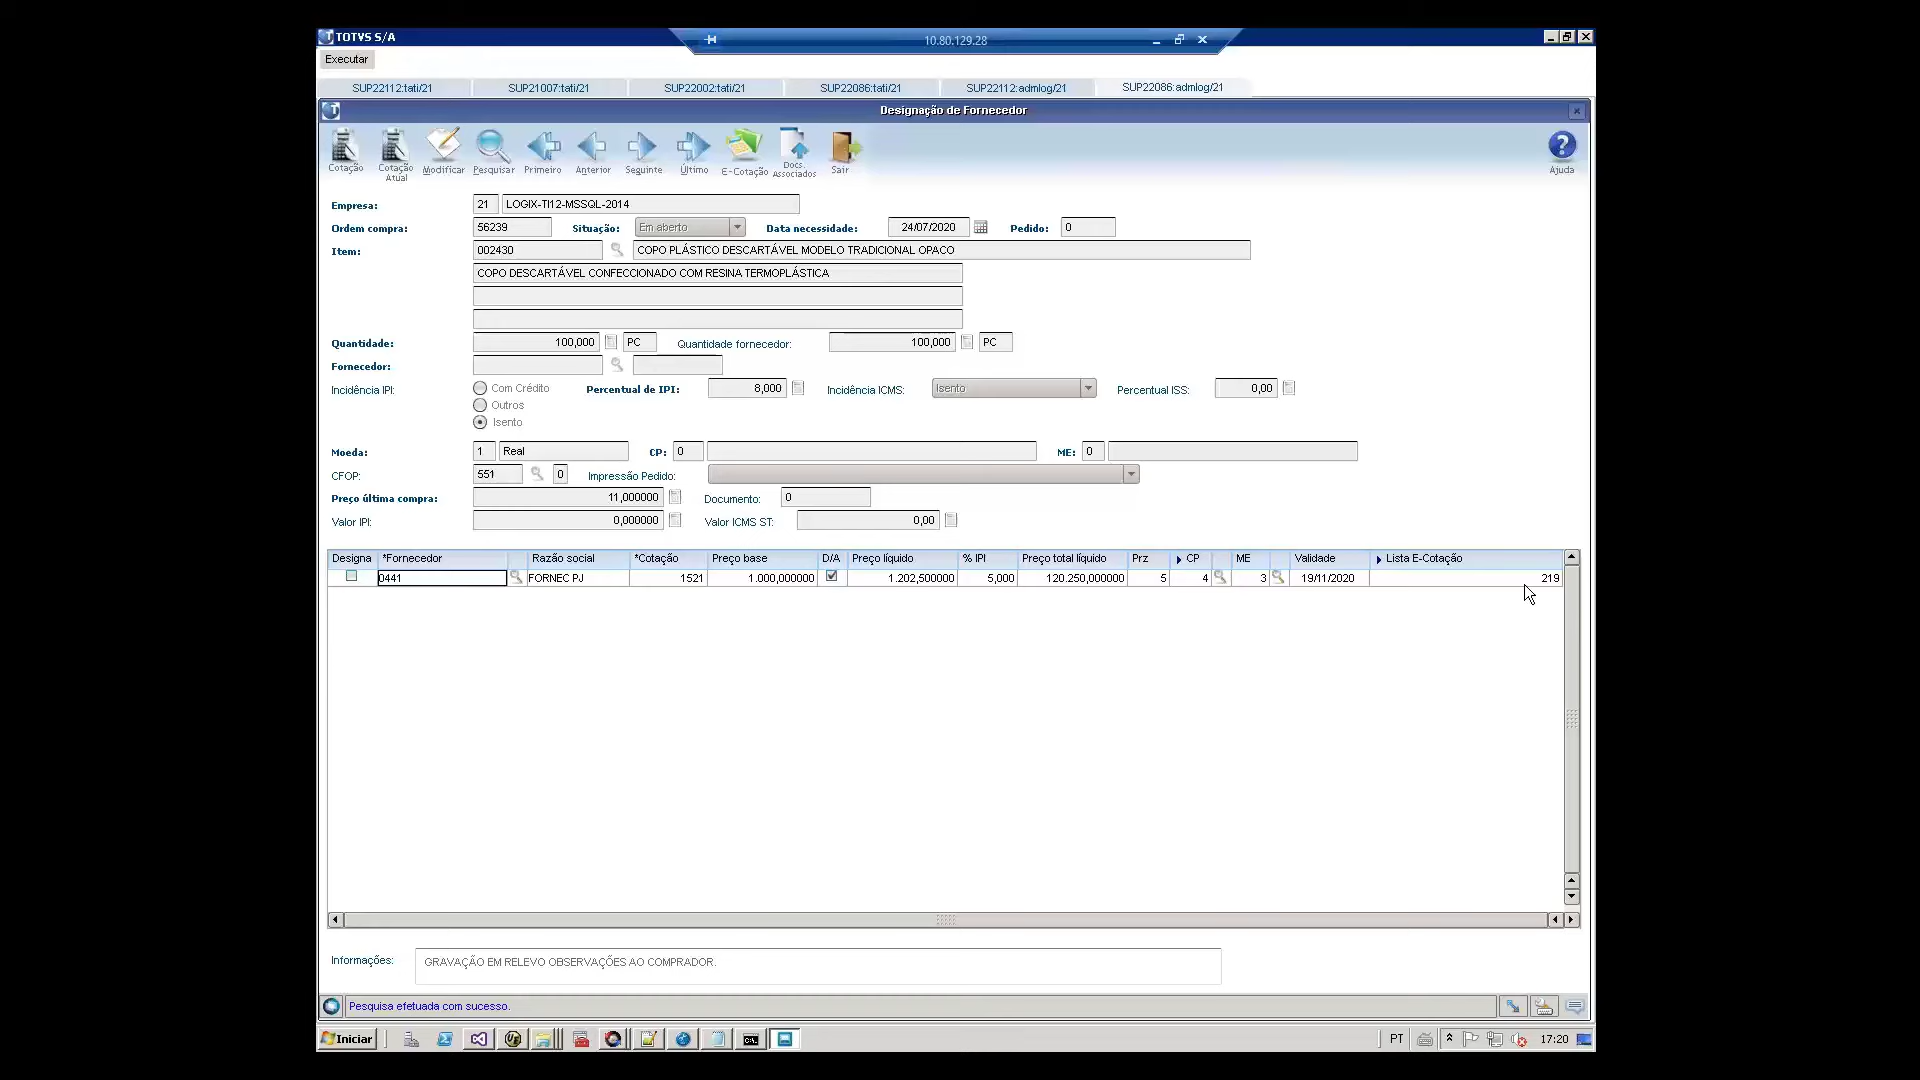 TOTVS S/A
10.80.129.28
Executar
SUP22112:tati/21 SUP21007:tati/21 SUP22002:tati/21 SUP22086:tati/21 SUP22112:admlog/21 SUP22086:admlog/21
Designação de Fornecedor
Cotação Cotação Atual Modificar Pesquisar Primeiro Anterior Seguinte Último E-Cotação Docs. Associados Sair Ajuda
Empresa: 21 LOGIX-TI12-MSSQL-2014
Ordem compra: 56239 Situação: Em aberto Data necessidade: 24/07/2020 Pedido: 0
Item: 002430 COPO PLÁSTICO DESCARTÁVEL MODELO TRADICIONAL OPACO
COPO DESCARTÁVEL CONFECCIONADO COM RESINA TERMOPLÁSTICA
Quantidade: 100,000 PC Quantidade fornecedor: 100,000 PC
Fornecedor:
Incidência IPI: Com Crédito Percentual de IPI: 8,000 Incidência ICMS: Isento Percentual ISS: 0,00
Outros
Isento
Moeda: 1 Real CP: 0 ME: 0
CFOP: 551 0 Impressão Pedido:
Preço última compra: 11,000000 Documento: 0
Valor IPI: 0,000000 Valor ICMS ST: 0,00
Designa *Fornecedor Razão social *Cotação Preço base D/A Preço líquido % IPI Preço total líquido Prz CP ME Validade Lista E-Cotação
0441 FORNEC PJ 1521 1.000,000000 1.202,500000 5,000 120.250,000000 5 4 3 19/11/2020 219
Informações: GRAVAÇÃO EM RELEVO OBSERVAÇÕES AO COMPRADOR.
Pesquisa efetuada com sucesso.
Iniciar PT 17:20